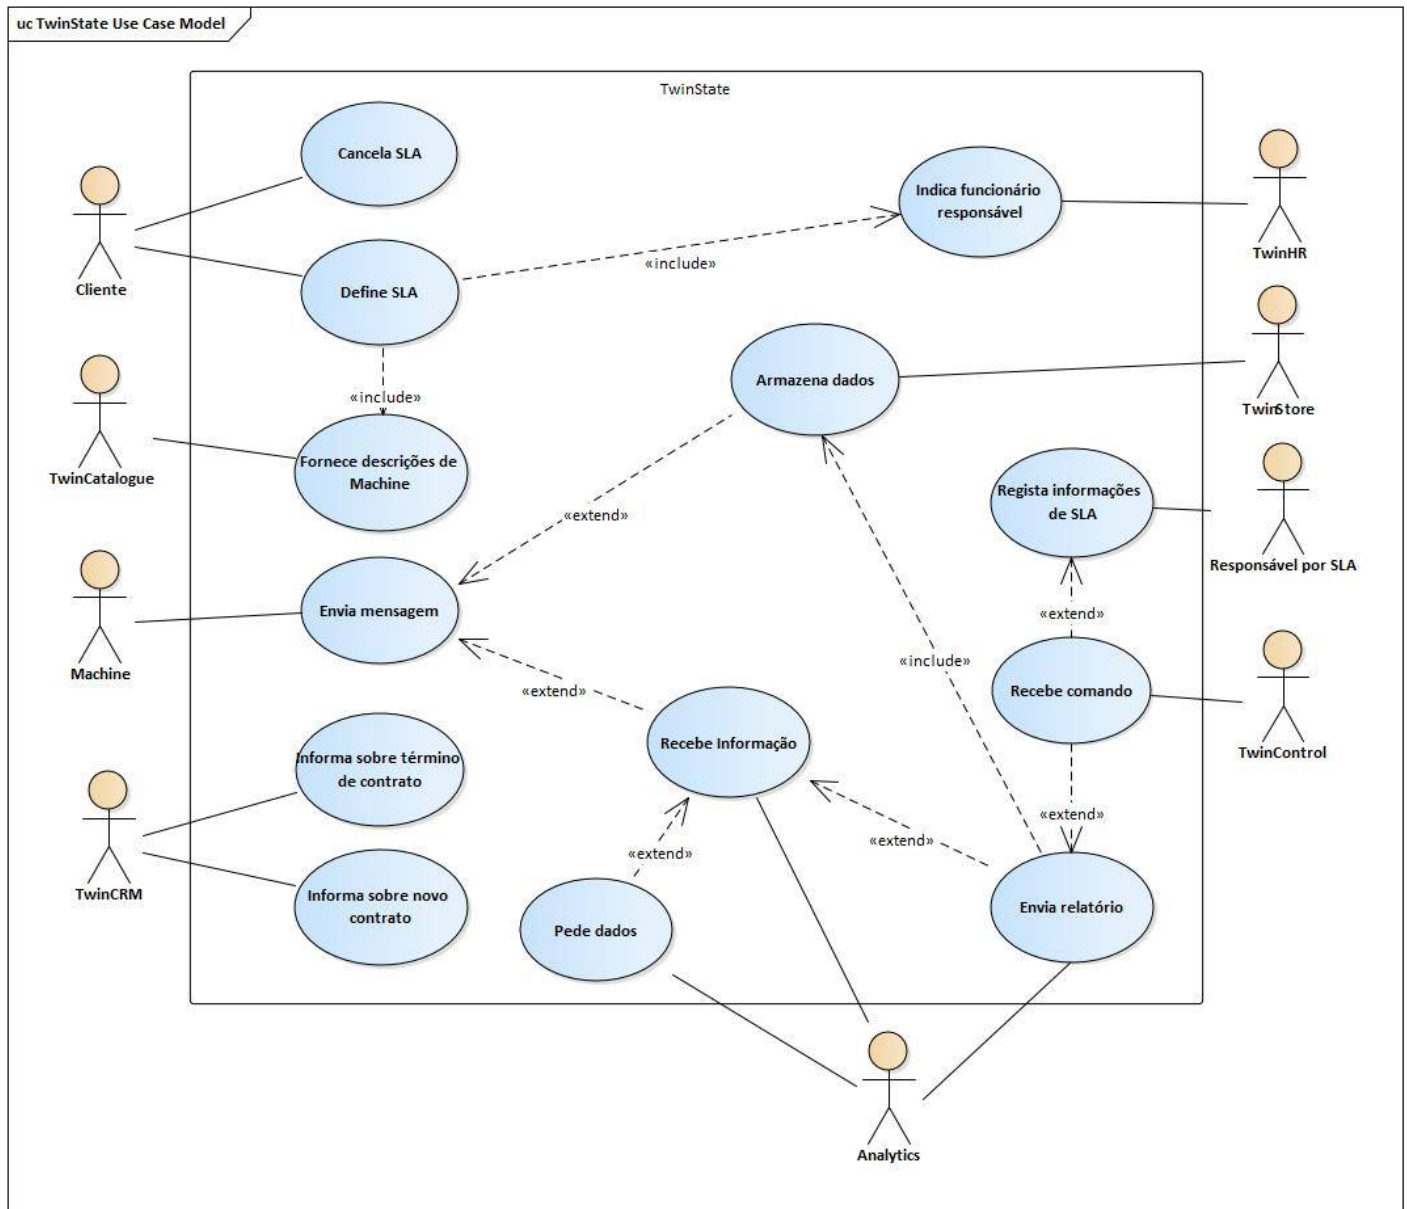 uc TwinState Use Case Model
TwinState
Cancela SLA
Cliente
Define SLA
«include»
Indica funcionário
responsável
TwinHR
«include»
Armazena dados
TwinStore
TwinCatalogue
Fornece descrições de
Machine
«extend»
Regista informações
de SLA
Responsável por SLA
Machine
Envia mensagem
«extend»
«include»
«extend»
Recebe comando
TwinControl
Recebe Informação
Informa sobre término
de contrato
TwinCRM
«extend»
«extend»
«extend»
Informa sobre novo
contrato
Pede dados
Envia relatório
Analytics